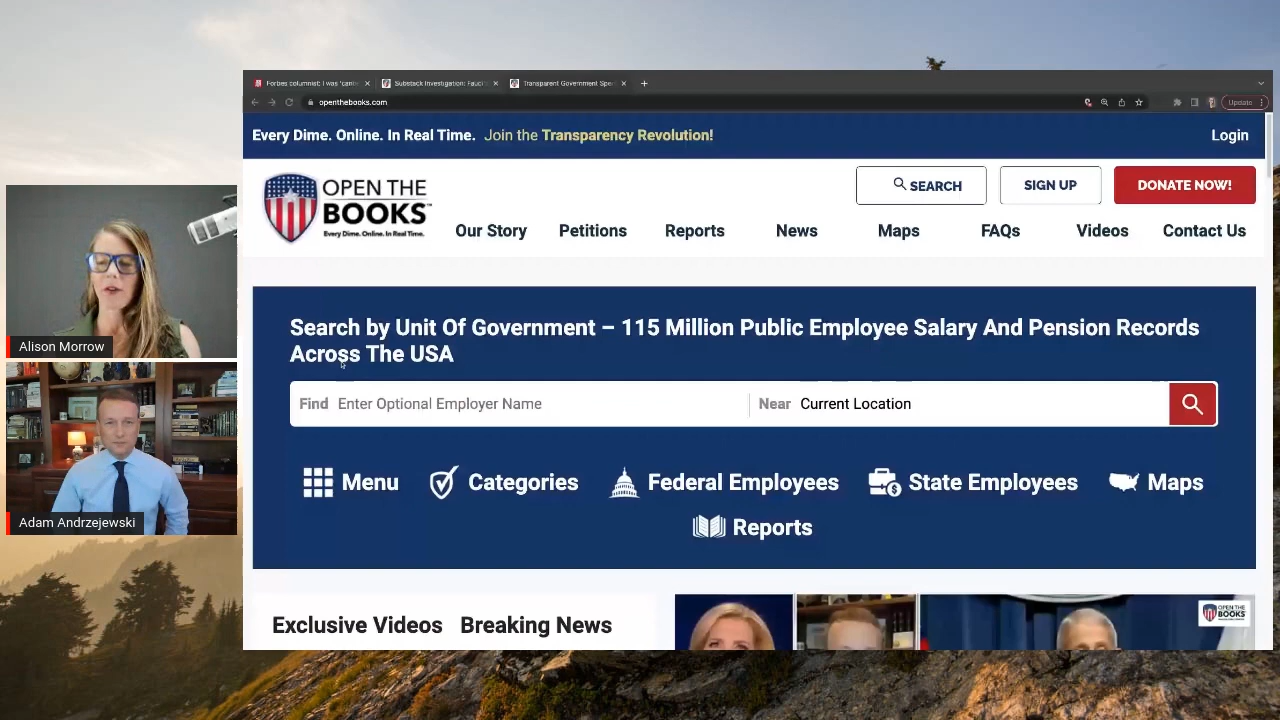 Forbes columnist: I was 'canc
Substack Investigation: Fauci'
Transparent Government Spe
openthebooks.com
Update
Every Dime. Online. In Real Time. Join the Transparency Revolution!
Login
OPEN THE
BOOKS
Every Dime. Online. In Real Time.
SEARCH
SIGN UP
DONATE NOW!
Our Story
Petitions
Reports
News
Maps
FAQs
Videos
Contact Us
Search by Unit Of Government – 115 Million Public Employee Salary And Pension Records
Across The USA
Find Enter Optional Employer Name
Near Current Location
Menu
Categories
Federal Employees
State Employees
Maps
Reports
Exclusive Videos
Breaking News
OPEN THE
BOOKS
Alison Morrow
Adam Andrzejewski